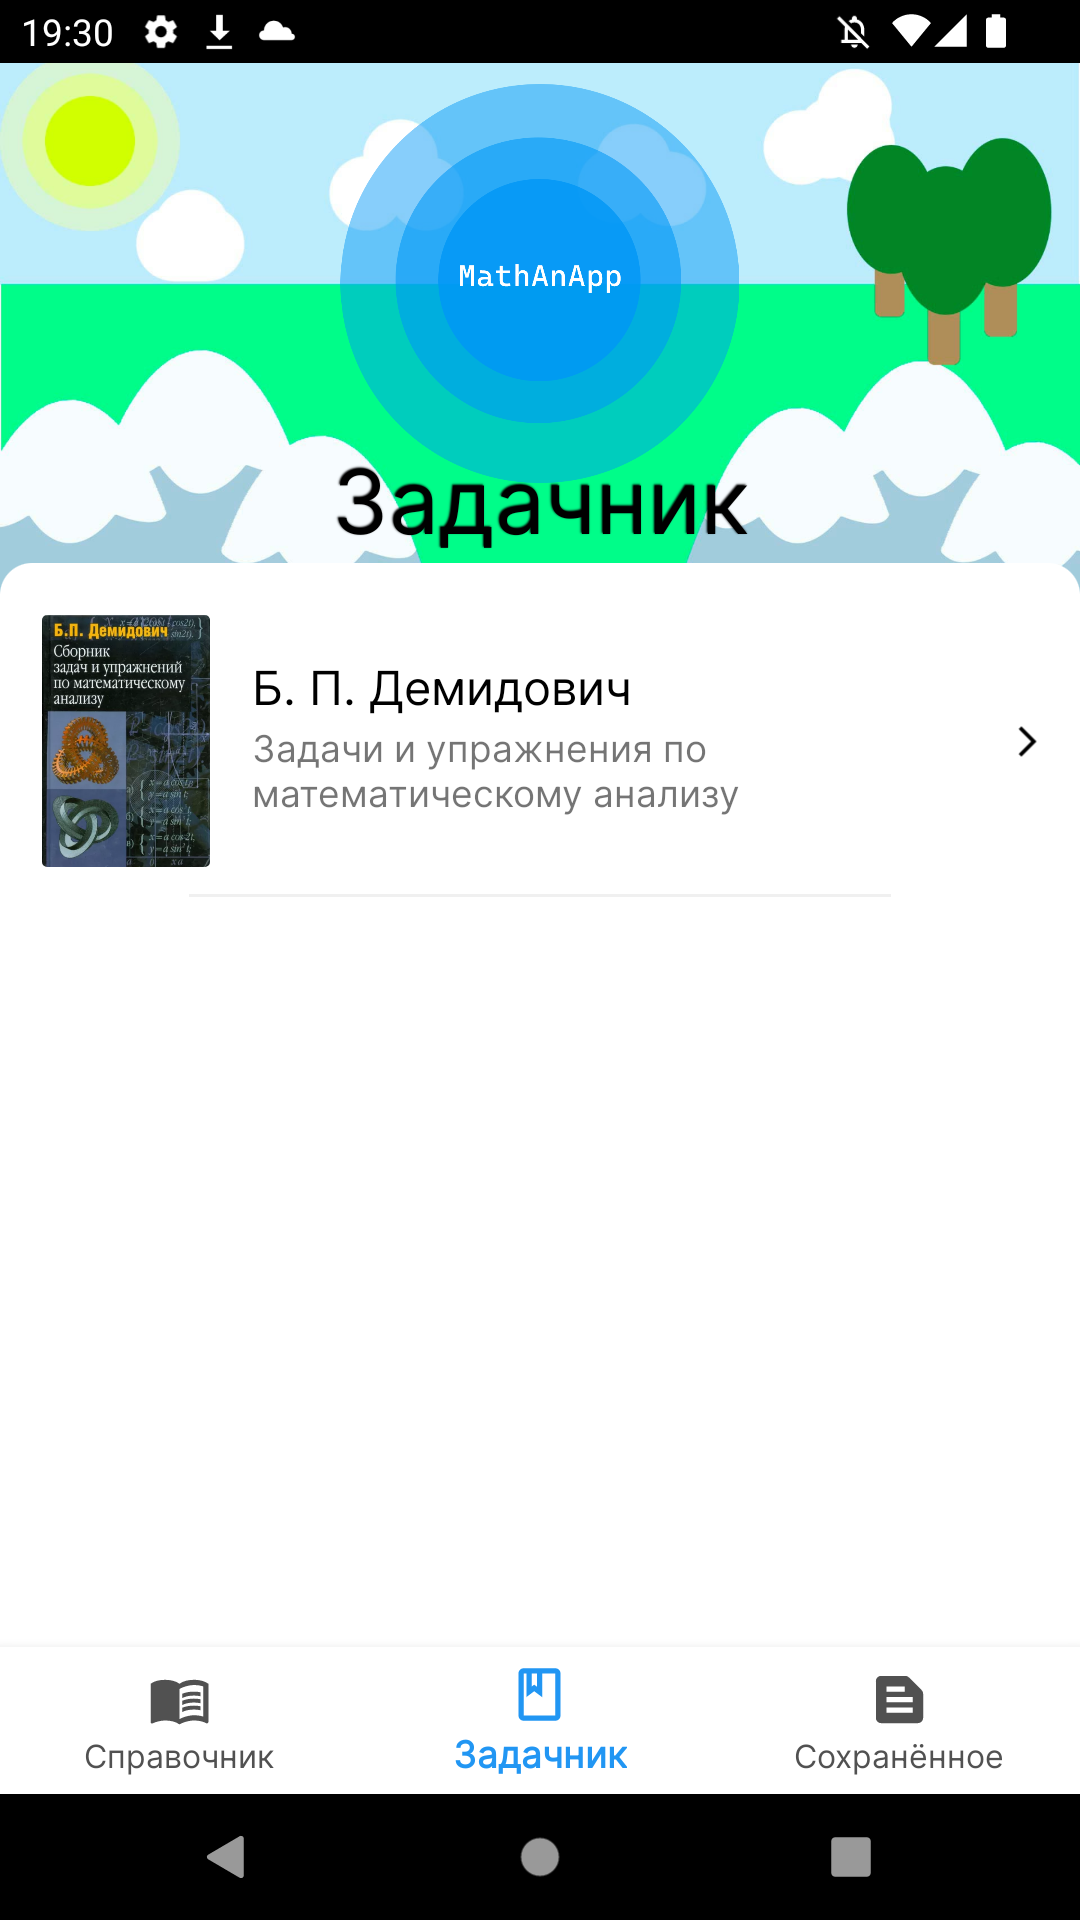 19:30
MathAnApp
Задачник
Б.П. Демидович
Сборник
задач и упражнений
по математическому
анализу
Б. П. Демидович
Задачи и упражнения по
математическому анализу
Справочник
Задачник
Сохранённое